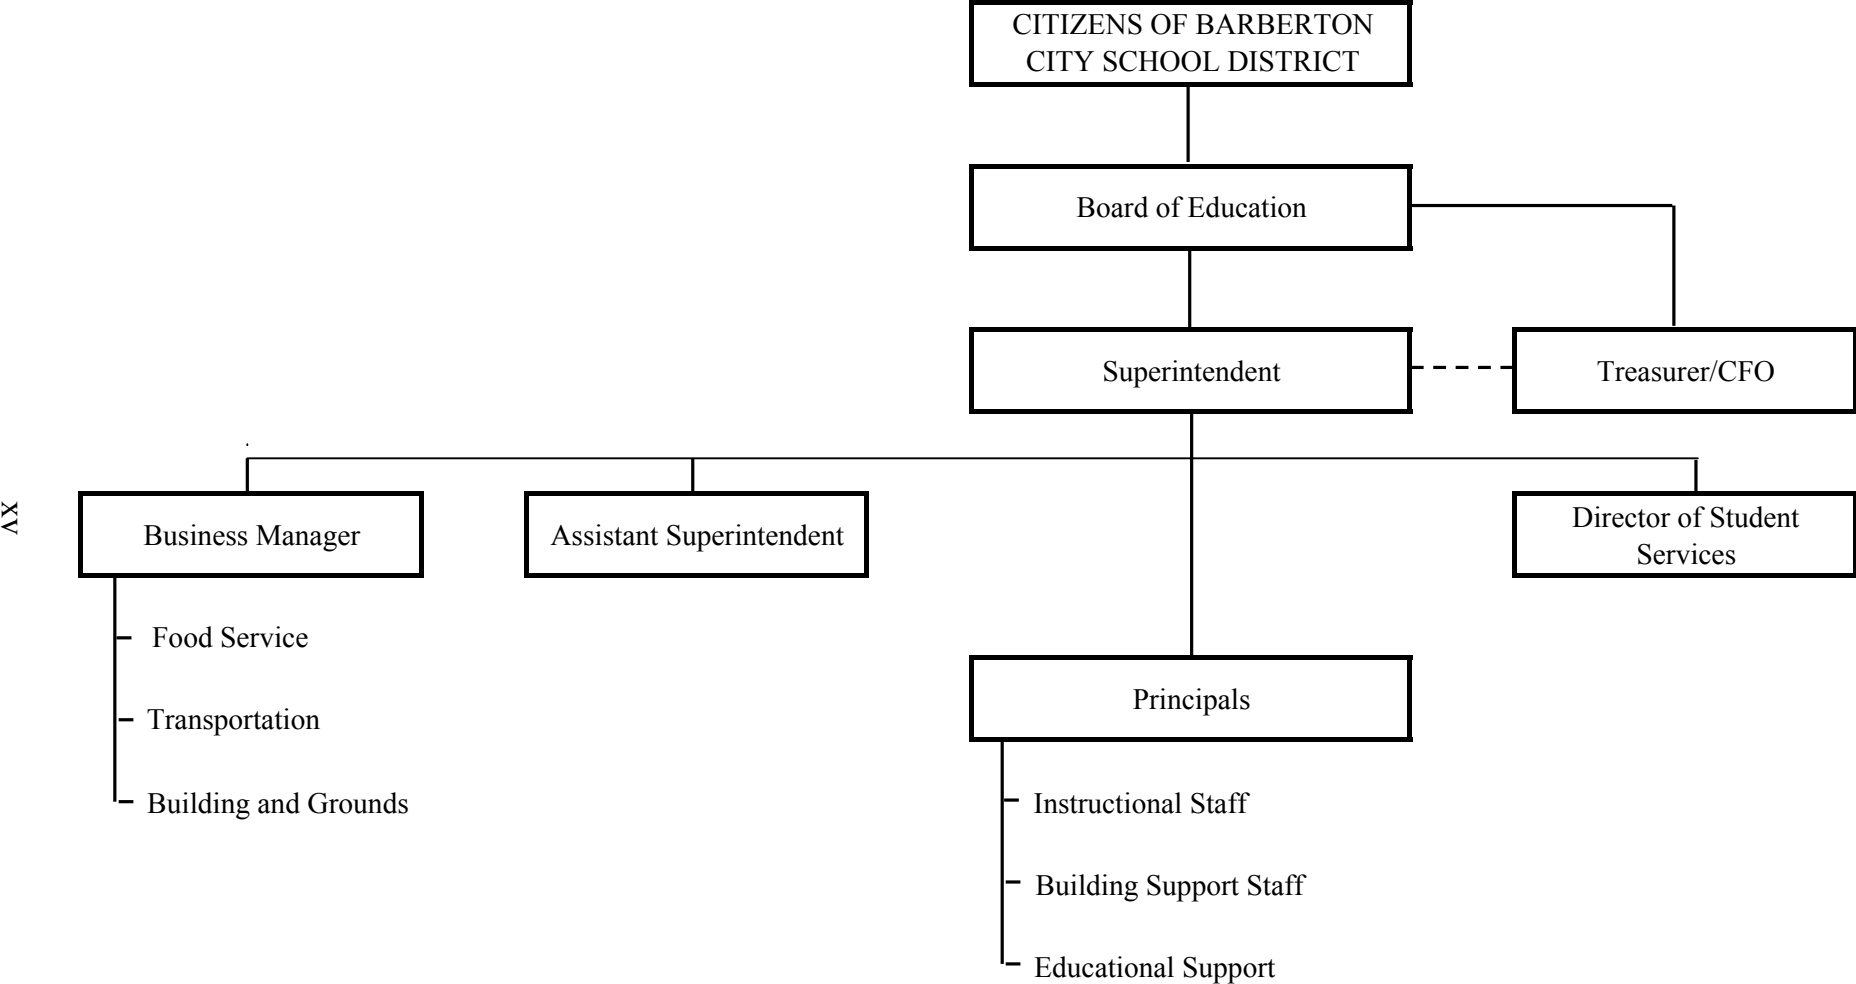 CITIZENS OF BARBERTON
CITY SCHOOL DISTRICT
Board of Education
Superintendent
Treasurer/CFO
Business Manager
Assistant Superintendent
Director of Student
Services
xv
Food Service
Transportation
Building and Grounds
Principals
Instructional Staff
Building Support Staff
Educational Support